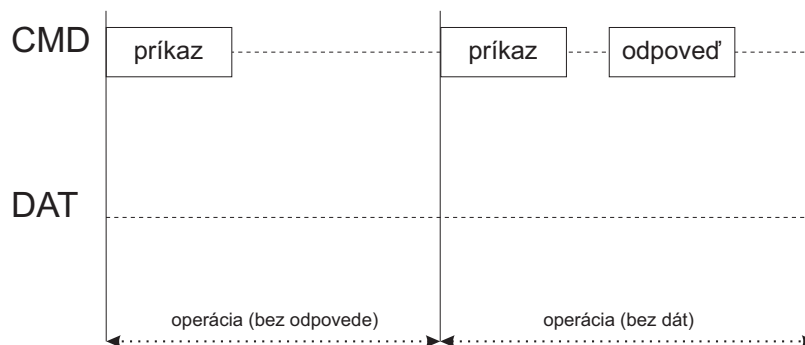 CMD príkaz príkaz odpoveď
DAT
operácia (bez odpovede) operácia (bez dát)